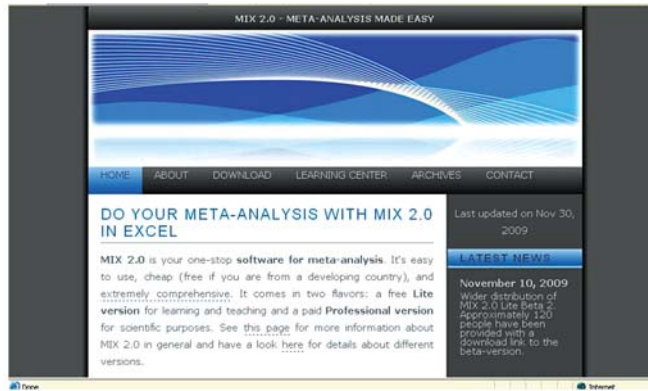 MIX 2.0 - META-ANALYSIS MADE EASY
HOME ABOUT DOWNLOAD LEARNING CENTER ARCHIVES CONTACT
DO YOUR META-ANALYSIS WITH MIX 2.0
IN EXCEL
MIX 2.0 is your one-stop software for meta-analysis. It's easy
to use, cheap (free if you are from a developing country), and
extremely comprehensive. It comes in two flavors: a free Lite
version for learning and teaching and a paid Professional version
for scientific purposes. See this page for more information about
MIX 2.0 in general and have a look here for details about different
versions.
Last updated on Nov 30,
2009
LATEST NEWS
November 10, 2009
Wider distribution of
MIX 2.0 Lite Beta 2.
Approximately 120
people have been
provided with a
download link to the
beta-version.
Done Internet